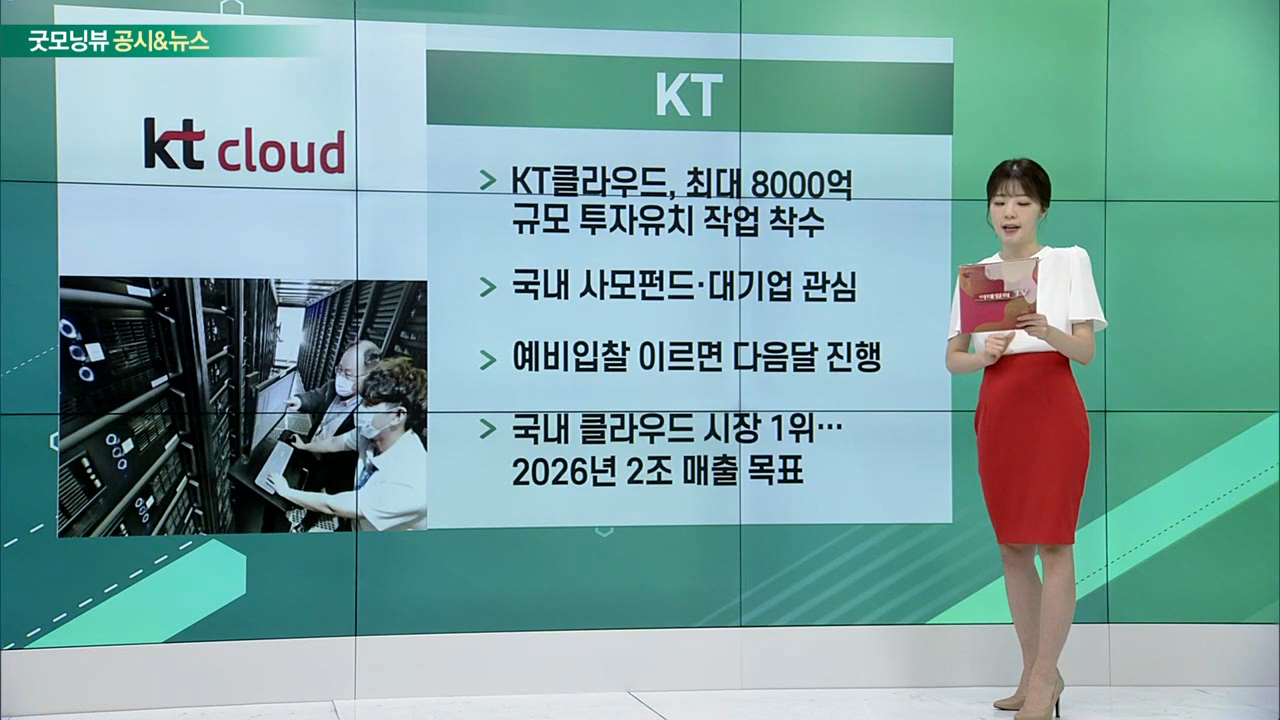 굿모닝뷰 공시&뉴스
kt cloud
KT
KT클라우드, 최대 8000억
규모 투자유치 작업 착수
국내 사모펀드·대기업 관심
예비입찰 이르면 다음달 진행
국내 클라우드 시장 1위…
2026년 2조 매출 목표